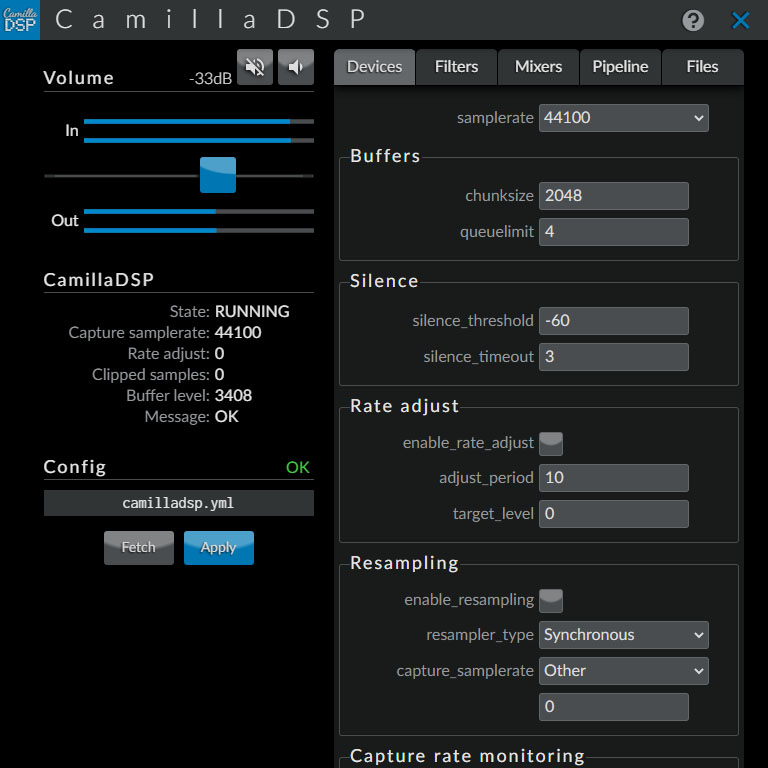 Camilla
DSP
CamillaDSP
?
Volume
-33dB
In
Out
CamillaDSP
State: RUNNING
Capture samplerate: 44100
Rate adjust: 0
Clipped samples: 0
Buffer level: 3408
Message: OK
Config
OK
camilladsp.yml
Fetch
Apply
Devices
Filters
Mixers
Pipeline
Files
samplerate 44100
Buffers
chunksize 2048
queuelimit 4
Silence
silence_threshold -60
silence_timeout 3
Rate adjust
enable_rate_adjust
adjust_period 10
target_level 0
Resampling
enable_resampling
resampler_type Synchronous
capture_samplerate Other
0
Capture rate monitoring